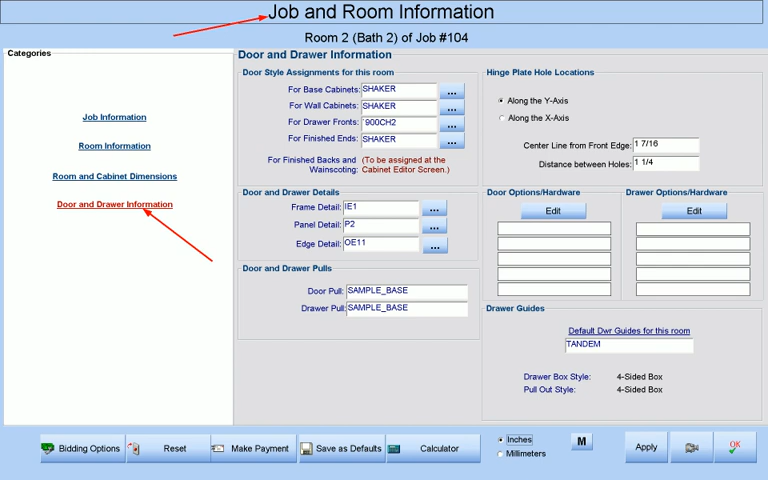 Job and Room Information
Room 2 (Bath 2) of Job #104
Categories
Job Information
Room Information
Room and Cabinet Dimensions
Door and Drawer Information
Door and Drawer Information
Door Style Assignments for this room
For Base Cabinets: SHAKER ...
For Wall Cabinets: SHAKER ...
For Drawer Fronts: `900CH2 ...
For Finished Ends: SHAKER ...
For Finished Backs and (To be assigned at the
Wainscoting: Cabinet Editor Screen.)
Door and Drawer Details
Frame Detail: IE1 ...
Panel Detail: P2 ...
Edge Detail: OE11 ...
Door and Drawer Pulls
Door Pull: SAMPLE_BASE
Drawer Pull: SAMPLE_BASE
Hinge Plate Hole Locations
Along the Y-Axis
Along the X-Axis
Center Line from Front Edge: 1 7/16
Distance between Holes: 1 1/4
Door Options/Hardware
Edit
Drawer Options/Hardware
Edit
Drawer Guides
Default Dwr Guides for this room
TANDEM
Drawer Box Style: 4-Sided Box
Pull Out Style: 4-Sided Box
Bidding Options
Reset
Make Payment
Save as Defaults
Calculator
Inches
Millimeters
M
Apply
OK